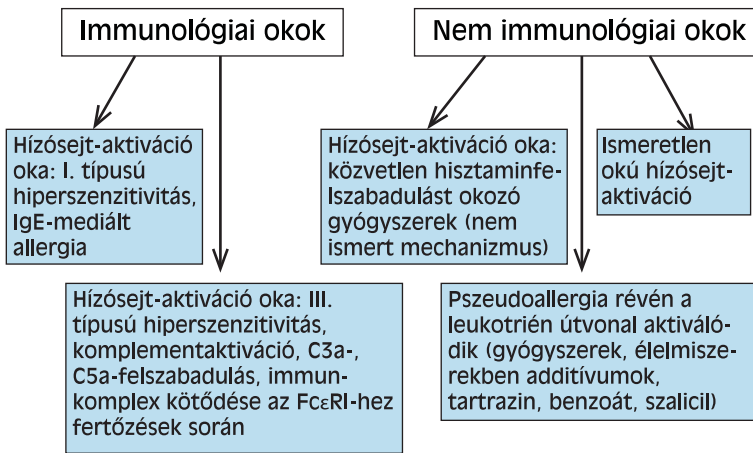 Immunológiai okok
Nem immunológiai okok
Hízósejt-aktiváció
oka: I. típusú
hiperszenzitivitás,
IgE-mediált
allergia
Hízósejt-aktiváció oka:
közvetlen hisztaminfe-
lszabadulást okozó
gyógyszerek (nem
ismert mechanizmus)
Ismeretlen
okú hízósejt-
aktiváció
Hízósejt-aktiváció oka: III.
típusú hiperszenzitivitás,
komplementaktiváció, C3a-,
C5a-felszabadulás, immun-
komplex kötődése az FcεRI-hez
fertőzések során
Pszeudoallergia révén a
leukotrién útvonal aktiváló-
dik (gyógyszerek, élelmisze-
rekben additívumok,
tartrazin, benzoát, szalicil)